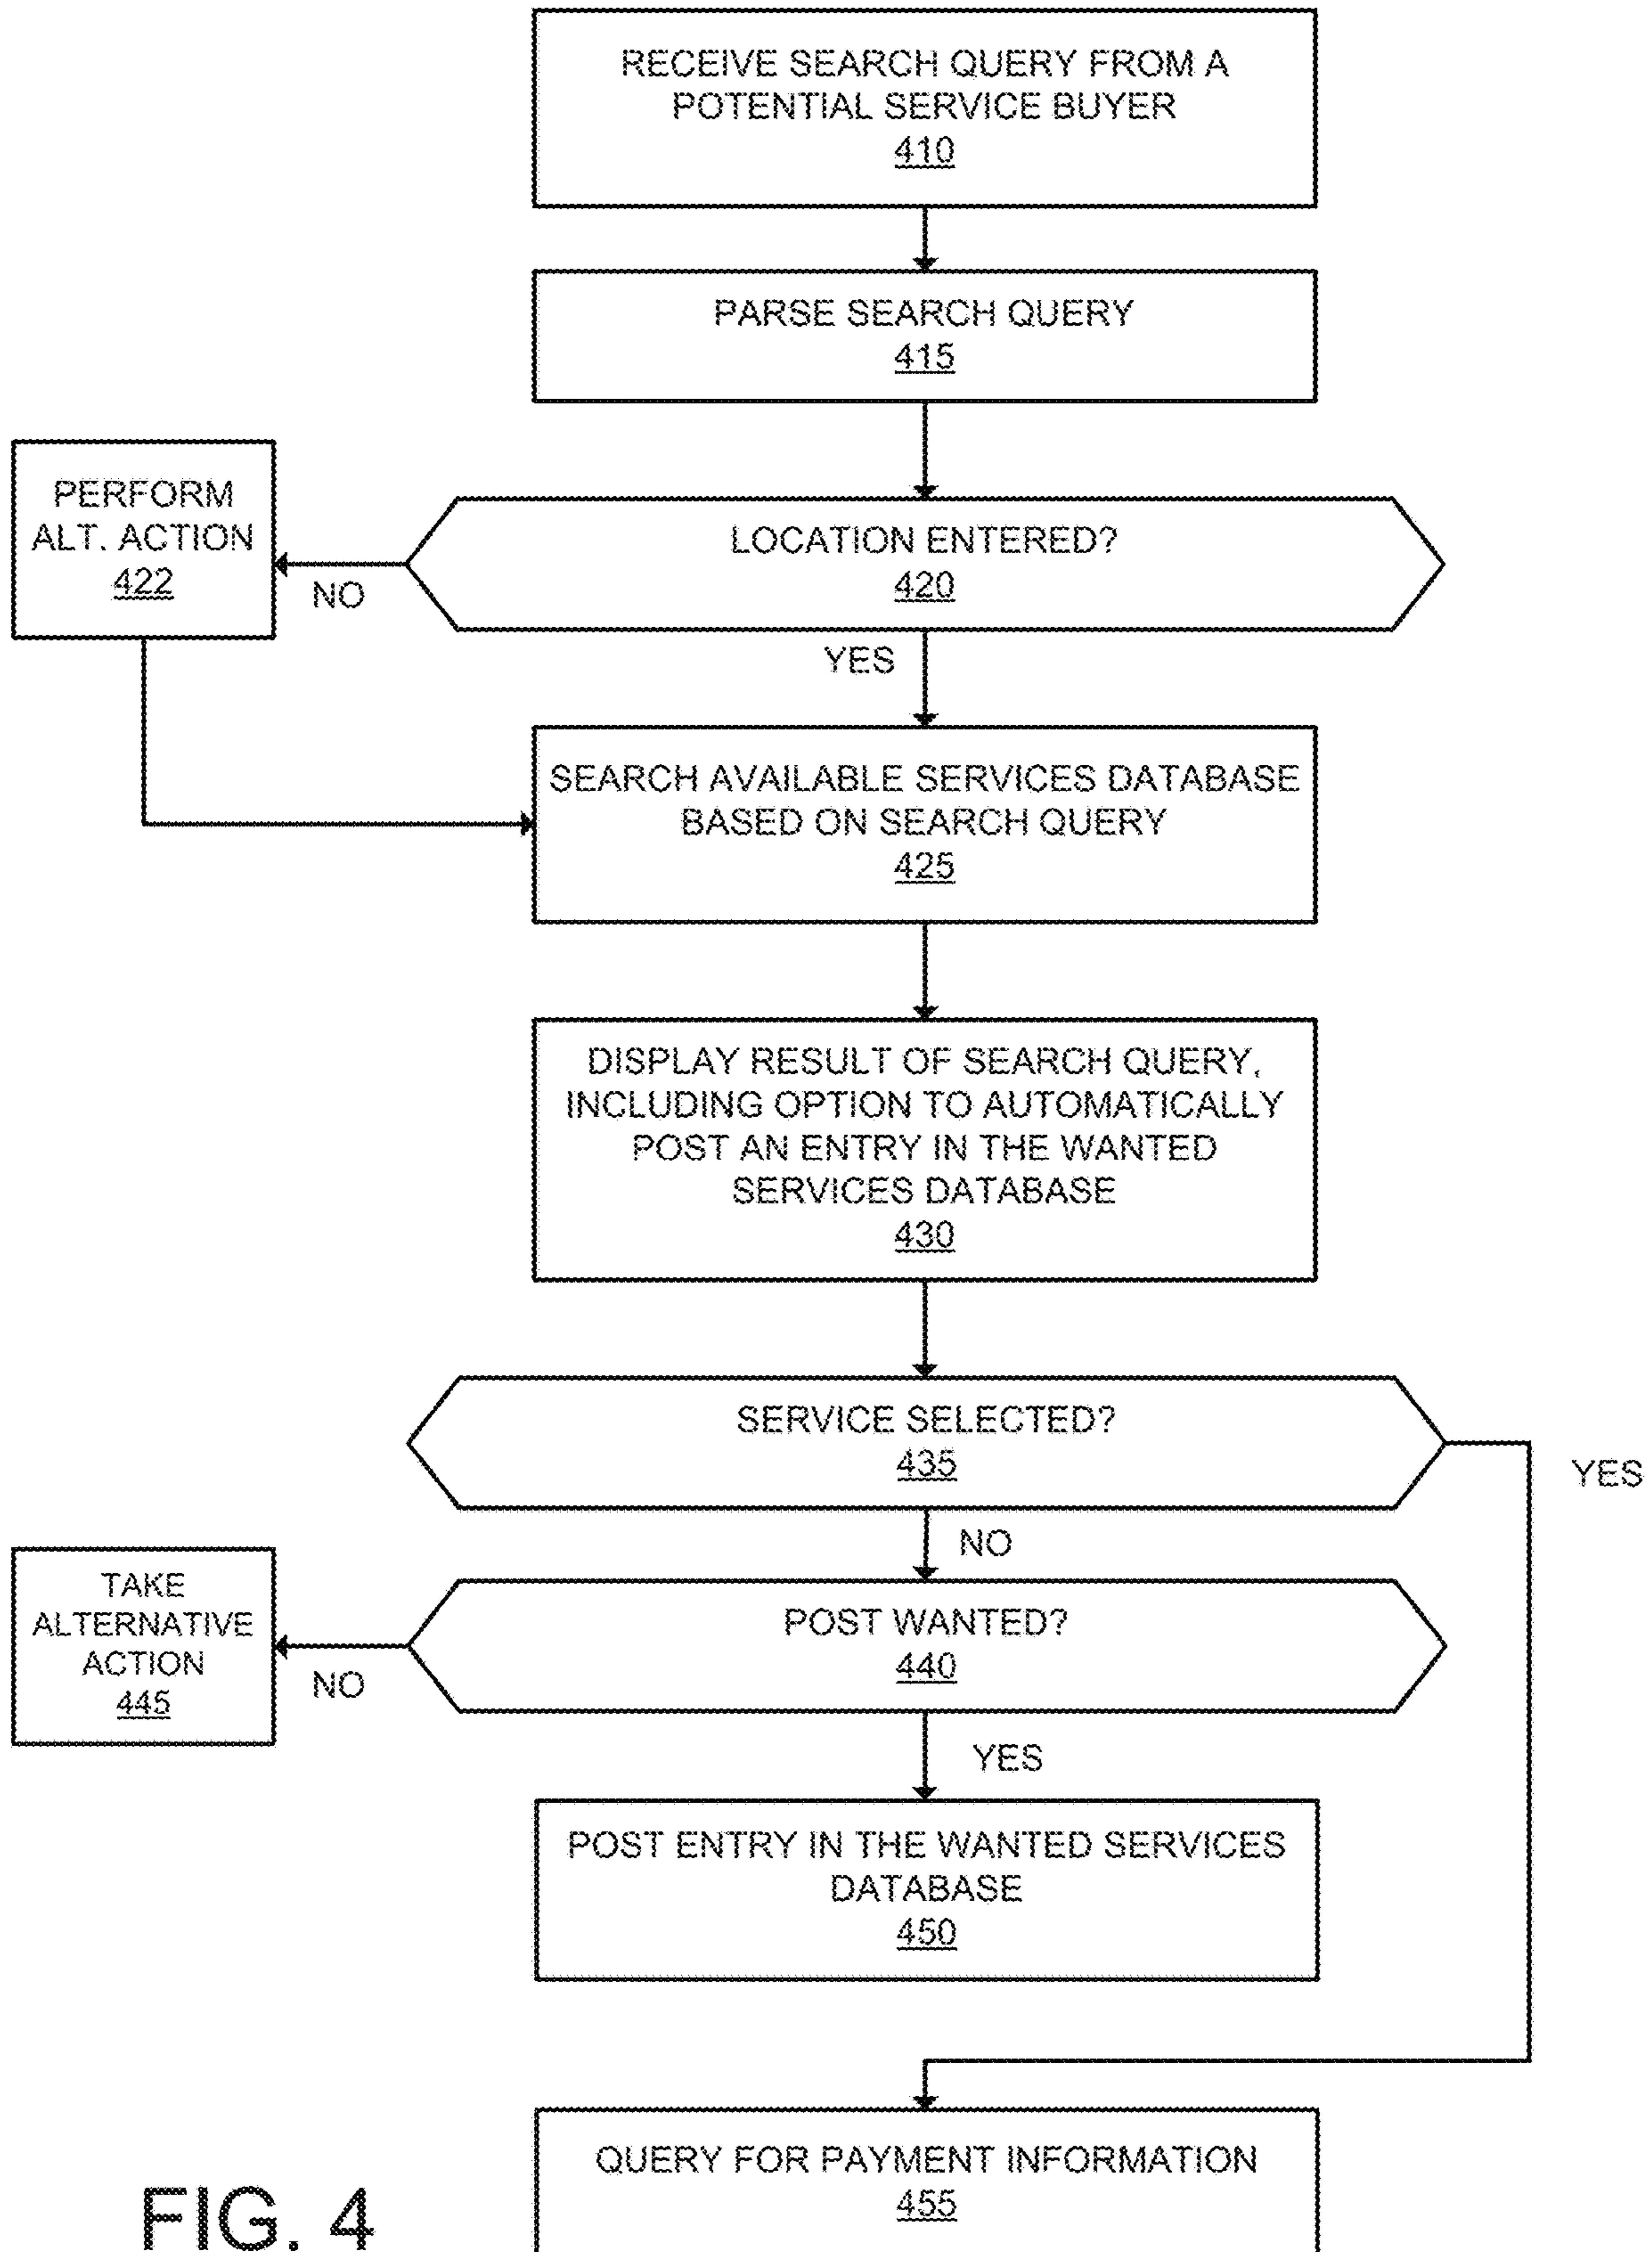 RECEIVE SEARCH QUERY FROM A
POTENTIAL SERVICE BUYER
410
PARSE SEARCH QUERY
415
PERFORM
ALT. ACTION
422
NO
LOCATION ENTERED?
420
YES
SEARCH AVAILABLE SERVICES DATABASE
BASED ON SEARCH QUERY
425
DISPLAY RESULT OF SEARCH QUERY,
INCLUDING OPTION TO AUTOMATICALLY
POST AN ENTRY IN THE WANTED
SERVICES DATABASE
430
SERVICE SELECTED?
435
YES
NO
TAKE
ALTERNATIVE
ACTION
445
NO
POST WANTED?
440
YES
POST ENTRY IN THE WANTED SERVICES
DATABASE
450
QUERY FOR PAYMENT INFORMATION
455
FIG. 4